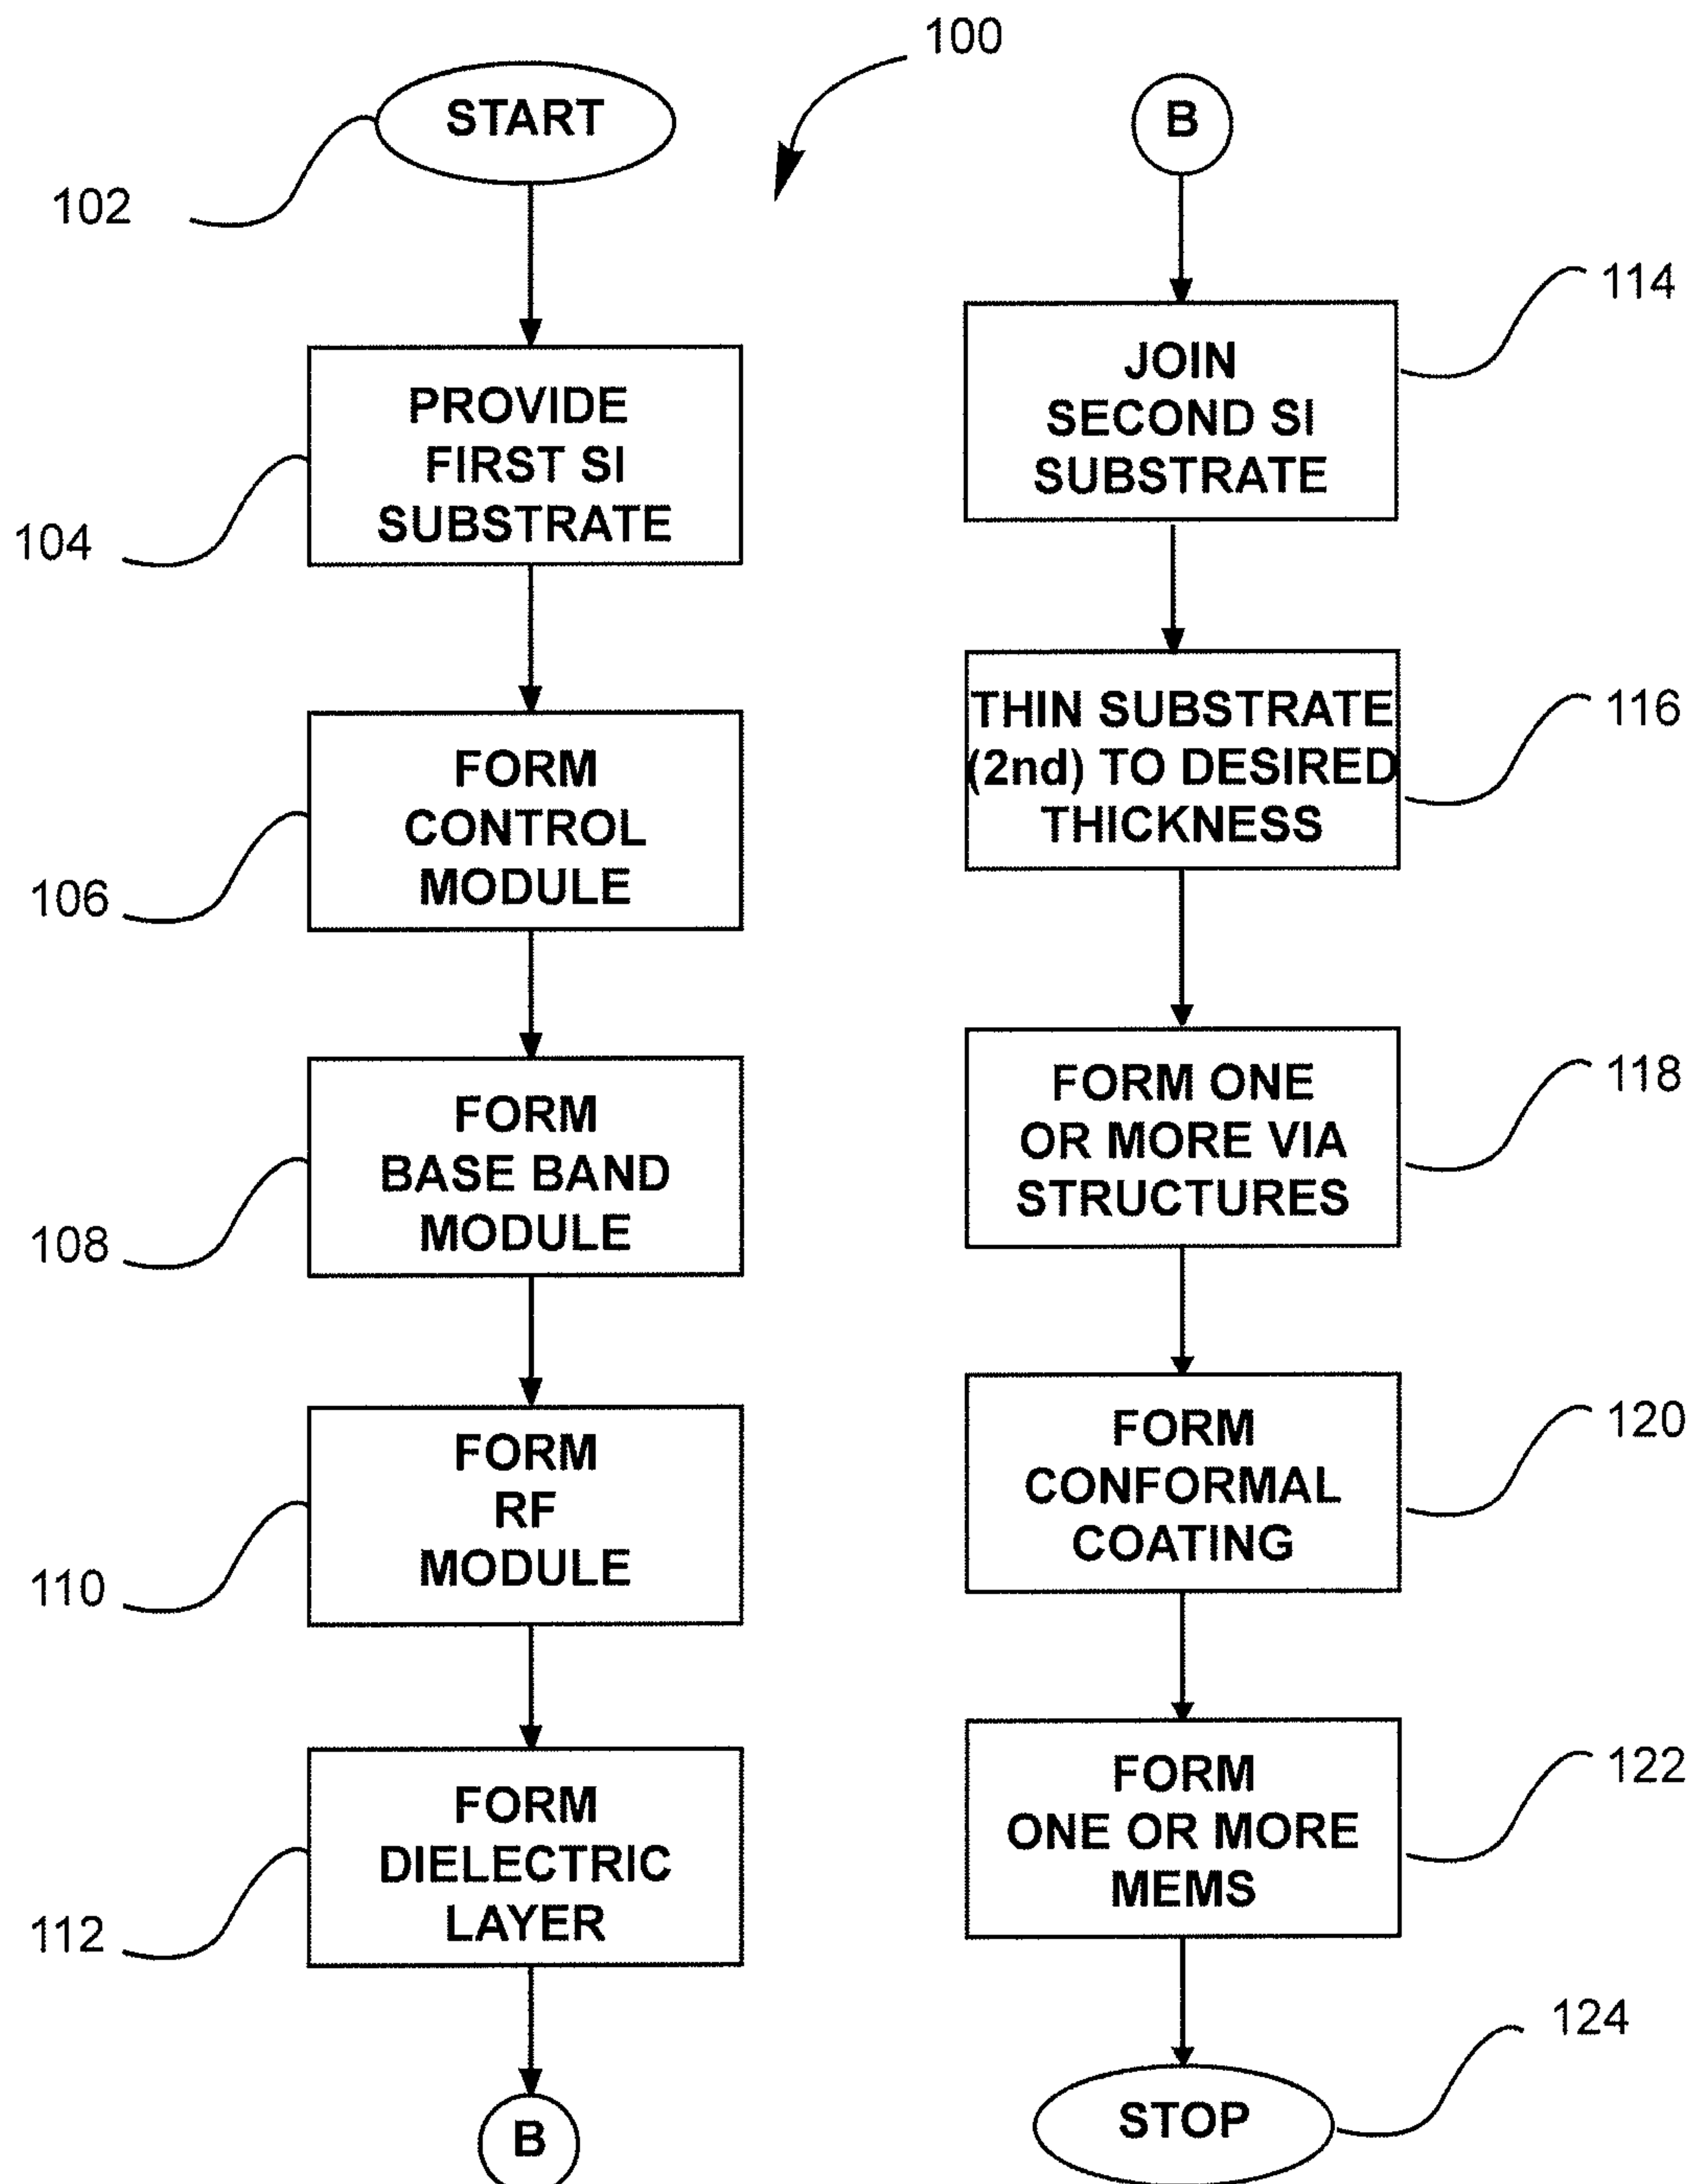 100
START
102
PROVIDE
FIRST SI
SUBSTRATE
104
FORM
CONTROL
MODULE
106
FORM
BASE BAND
MODULE
108
FORM
RF
MODULE
110
FORM
DIELECTRIC
LAYER
112
B
B
JOIN
SECOND SI
SUBSTRATE
114
THIN SUBSTRATE
(2nd) TO DESIRED
THICKNESS
116
FORM ONE
OR MORE VIA
STRUCTURES
118
FORM
CONFORMAL
COATING
120
FORM
ONE OR MORE
MEMS
122
STOP
124